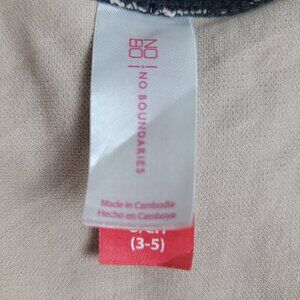 NO
BO
NO BOUNDARIES
Made in Cambodia
Hecho en Camboya
(3-5)